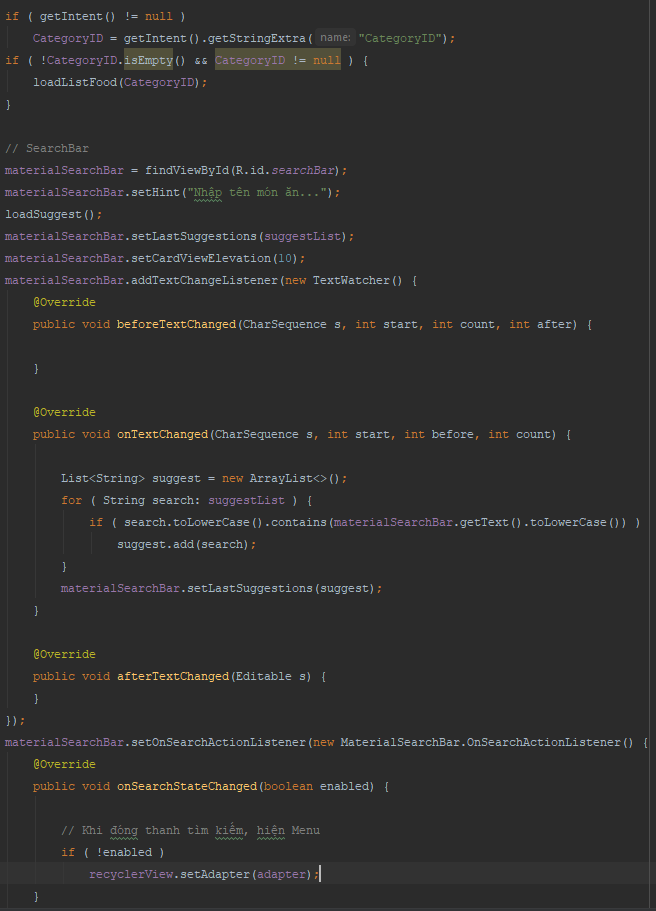 if ( getIntent() != null )
    CategoryID = getIntent().getStringExtra( name: "CategoryID");
if ( !CategoryID.isEmpty() && CategoryID != null ) {
    loadListFood(CategoryID);
}
// SearchBar
materialSearchBar = findViewById(R.id.searchBar);
materialSearchBar.setHint("Nhập tên món ăn...");
loadSuggest();
materialSearchBar.setLastSuggestions(suggestList);
materialSearchBar.setCardViewElevation(10);
materialSearchBar.addTextChangeListener(new TextWatcher() {
    @Override
    public void beforeTextChanged(CharSequence s, int start, int count, int after) {
    }
    @Override
    public void onTextChanged(CharSequence s, int start, int before, int count) {
        List<String> suggest = new ArrayList<>();
        for ( String search: suggestList ) {
            if ( search.toLowerCase().contains(materialSearchBar.getText().toLowerCase()) )
                suggest.add(search);
        }
        materialSearchBar.setLastSuggestions(suggest);
    }
    @Override
    public void afterTextChanged(Editable s) {
    }
});
materialSearchBar.setOnSearchActionListener(new MaterialSearchBar.OnSearchActionListener() {
    @Override
    public void onSearchStateChanged(boolean enabled) {
        // Khi đóng thanh tìm kiếm, hiện Menu
        if ( !enabled )
            recyclerView.setAdapter(adapter);
    }